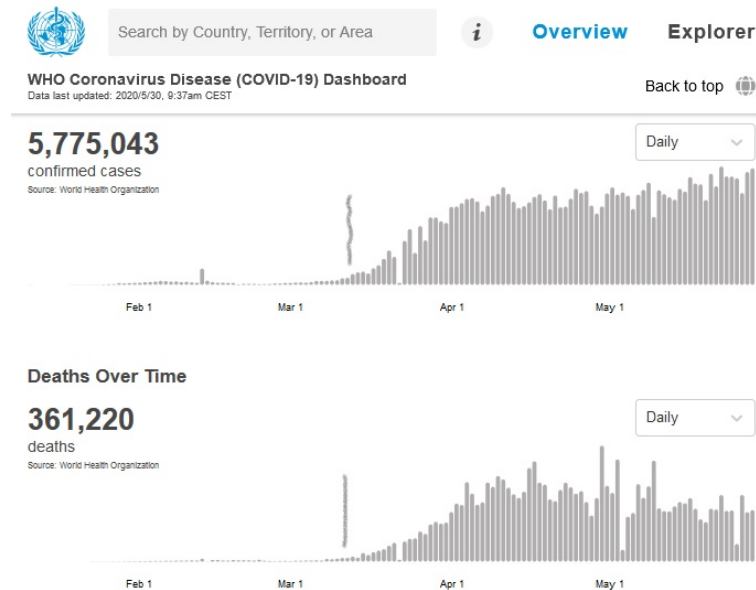 Search by Country, Territory, or Area
i
Overview
Explorer
WHO Coronavirus Disease (COVID-19) Dashboard
Data last updated: 2020/5/30, 9:37am CEST
Back to top
5,775,043
confirmed cases
Source: World Health Organization
Daily
Feb 1
Mar 1
Apr 1
May 1
Deaths Over Time
361,220
deaths
Source: World Health Organization
Daily
Feb 1
Mar 1
Apr 1
May 1